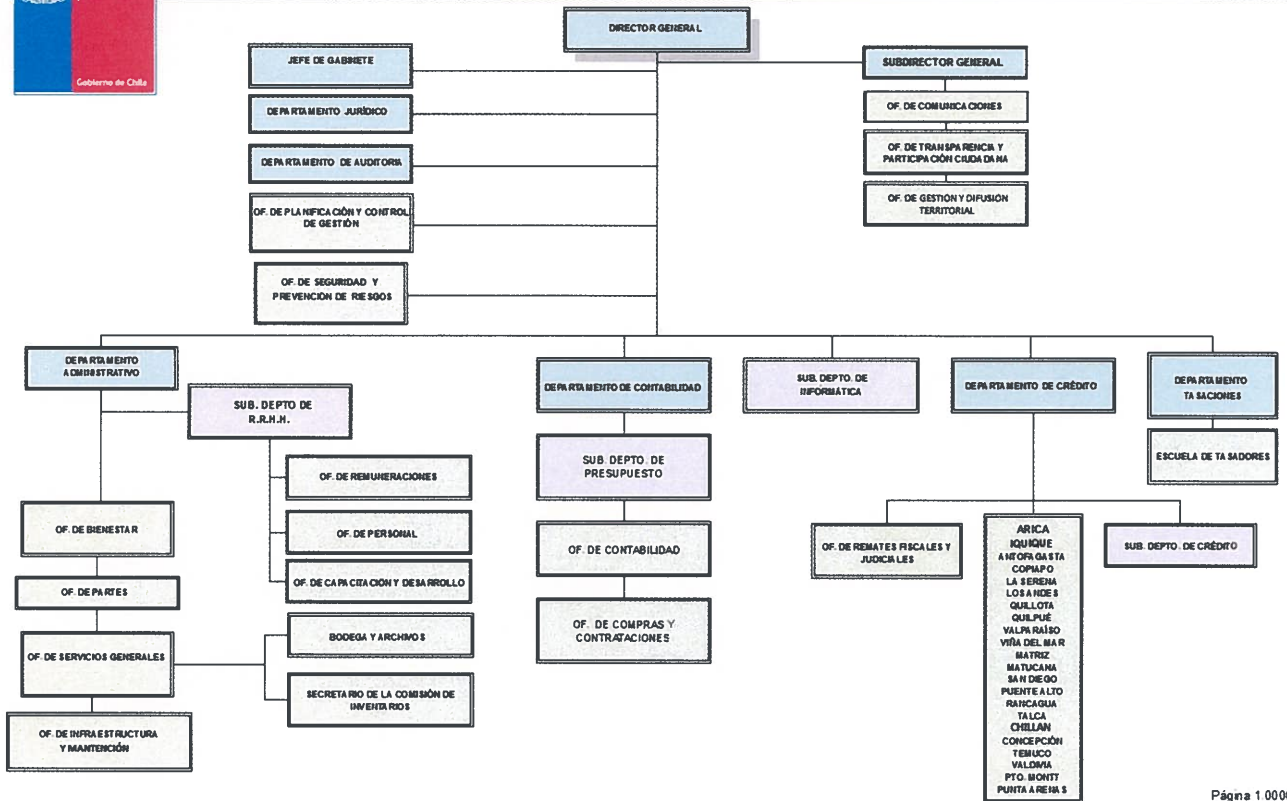 Gobierno de Chile
DIRECTOR GENERAL
JEFE DE GABINETE
SUBDIRECTOR GENERAL
OF. DE COMUNICACIONES
DEPARTAMENTO JURÍDICO
OF. DE TRANSPARENCIA Y
PARTICIPACIÓN CIUDADANA
DEPARTAMENTO DE AUDITORIA
OF. DE GESTIÓN Y DIFUSIÓN
TERRITORIAL
OF. DE PLANIFICACIÓN Y CONTROL
DE GESTIÓN
OF. DE SEGURIDAD Y
PREVENCIÓN DE RIESGOS
DEPARTAMENTO
ADMINISTRATIVO
SUB. DEPTO DE
R.R.H.H.
OF. DE REMUNERACIONES
OF. DE PERSONAL
OF. DE CAPACITACIÓN Y DESARROLLO
OF. DE BIENESTAR
OF. DE PARTES
OF. DE SERVICIOS GENERALES
BODEGA Y ARCHIVOS
SECRETARIO DE LA COMISIÓN DE
INVENTARIOS
OF. DE INFRAESTRUCTURA
Y MANTENCIÓN
DEPARTAMENTO DE CONTABILIDAD
SUB DEPTO. DE
PRESUPUESTO
OF. DE CONTABILIDAD
OF. DE COMPRAS Y
CONTRATACIONES
SUB. DEPTO. DE
INFORMÁTICA
DEPARTAMENTO DE CRÉDITO
OF. DE REMATES FISCALES Y
JUDICIALES
ARICA
IQUIQUE
ANTOFAGASTA
COPIAPO
LA SERENA
LOS ANDES
QUILLOTA
QUILPUÉ
VALPARAÍSO
VIÑA DEL MAR
MATRIZ
MATUCANA
SAN DIEGO
PUENTE ALTO
RANCAGUA
TALCA
CHILLAN
CONCEPCIÓN
TEMUCO
VALDIVIA
PTO. MONTT
PUNTA ARENAS
SUB. DEPTO. DE CRÉDITO
DEPARTAMENTO
TASACIONES
ESCUELA DE TASADORES